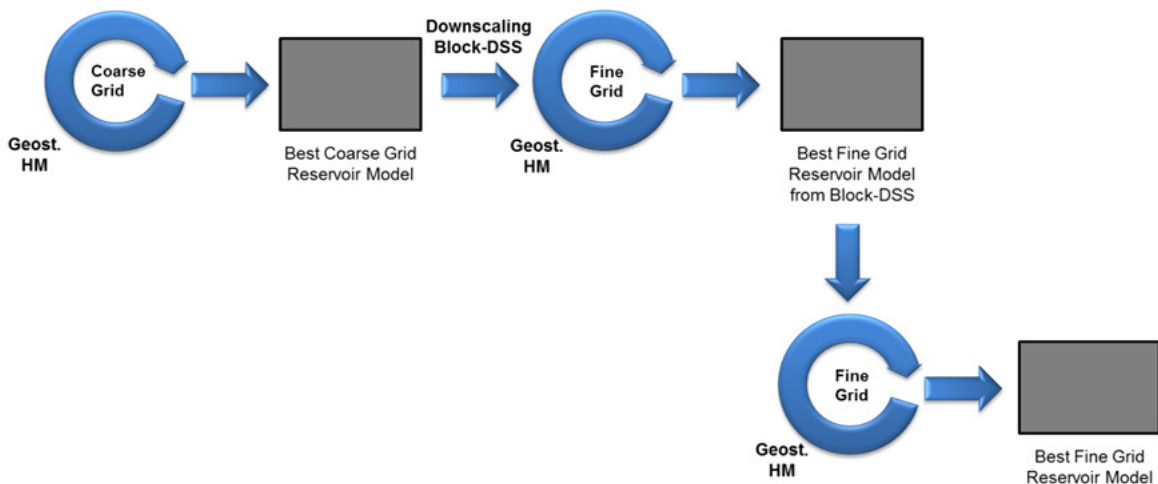 Coarse
Grid
Geost.
HM
Best Coarse Grid
Reservoir Model
Downscaling
Block-DSS
Fine
Grid
Geost.
HM
Best Fine Grid
Reservoir Model
from Block-DSS
Fine
Grid
Geost.
HM
Best Fine Grid
Reservoir Model